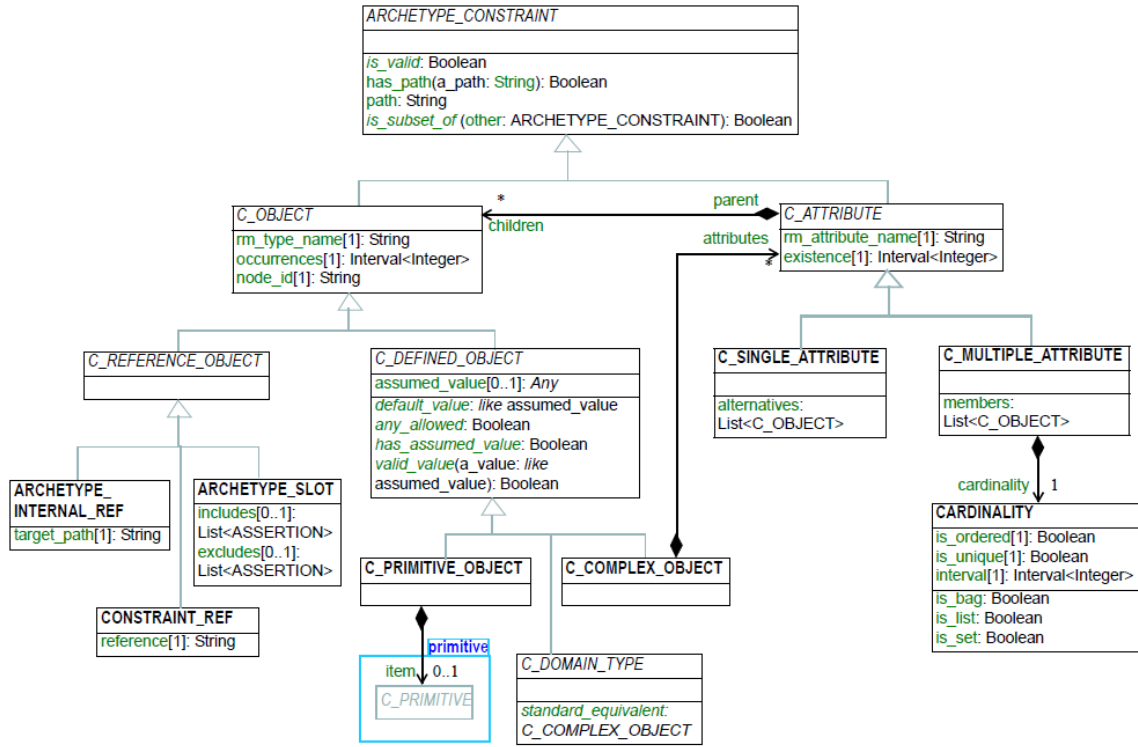 ARCHETYPE_CONSTRAINT
is_valid: Boolean
has_path(a_path: String): Boolean
path: String
is_subset_of (other: ARCHETYPE_CONSTRAINT): Boolean
*
parent
C_OBJECT
children
C_ATTRIBUTE
rm_type_name[1]: String
occurrences[1]: Interval<Integer>
node_id[1]: String
attributes
*
rm_attribute_name[1]: String
existence[1]: Interval<Integer>
C_REFERENCE_OBJECT
C_DEFINED_OBJECT
assumed_value[0..1]: Any
default_value: like assumed_value
any_allowed: Boolean
has_assumed_value: Boolean
valid_value(a_value: like
assumed_value): Boolean
C_SINGLE_ATTRIBUTE
alternatives:
List<C_OBJECT>
C_MULTIPLE_ATTRIBUTE
members:
List<C_OBJECT>
ARCHETYPE_
INTERNAL_REF
target_path[1]: String
ARCHETYPE_SLOT
includes[0..1]:
List<ASSERTION>
excludes[0..1]:
List<ASSERTION>
cardinality 1
CARDINALITY
is_ordered[1]: Boolean
is_unique[1]: Boolean
interval[1]: Interval<Integer>
is_bag: Boolean
is_list: Boolean
is_set: Boolean
C_PRIMITIVE_OBJECT
C_COMPLEX_OBJECT
CONSTRAINT_REF
reference[1]: String
primitive
item 0..1
C_PRIMITIVE
C_DOMAIN_TYPE
standard_equivalent:
C_COMPLEX_OBJECT